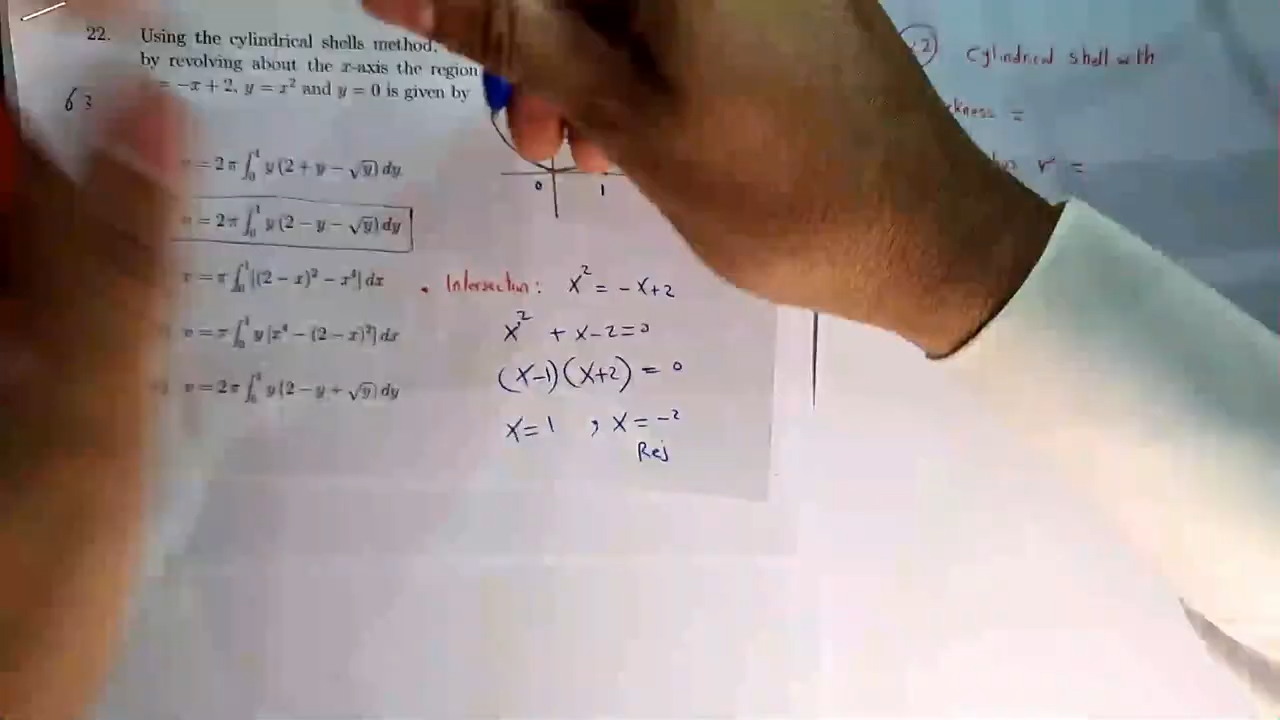 22. Using the cylindrical shells method,
by revolving about the x-axis the region
= −x + 2, y = x² and y = 0 is given by
63
= 2π ∫₀¹ y (2 + y − √y) dy
= 2π ∫₀¹ y (2 − y − √y) dy
v = π ∫₀¹ [(2 − x)² − x⁴] dx
v = π ∫₀¹ y [x⁴ − (2 − x)²] dx
v = 2π ∫₀¹ y (2 − y + √y) dy
0 1
. Intersection: x² = −x+2
x² + x−2=0
(x−1)(x+2) = 0
x=1 , x=−2
Rej
2) cylindrical shell with
kness =
r =